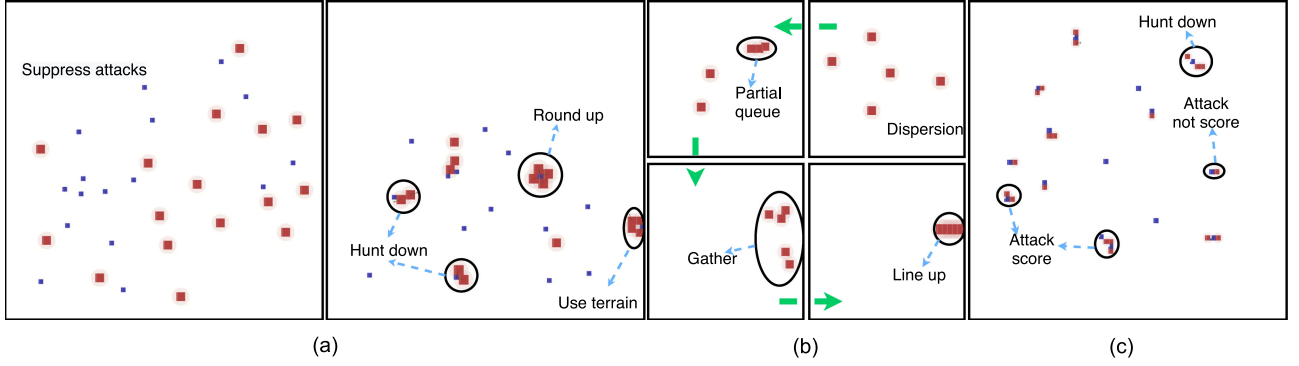 Suppress attacks
Round up
Hunt down
Use terrain
(a)
Partial
queue
Dispersion
Gather
Line up
(b)
Hunt down
Attack
not score
Attack
score
(c)